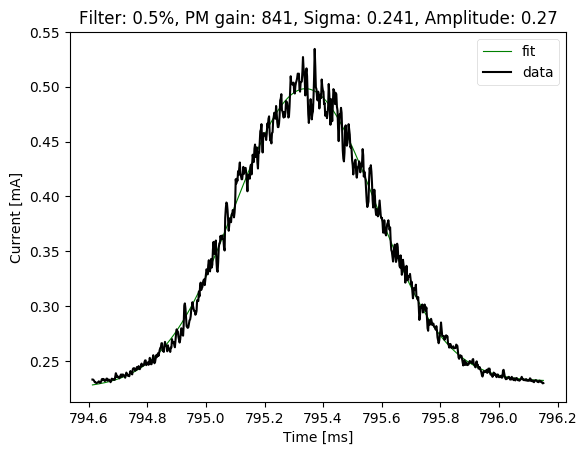 Filter: 0.5%, PM gain: 841, Sigma: 0.241, Amplitude: 0.27
fit
data
0.55
0.50
0.45
0.40
0.35
0.30
0.25
Current [mA]
794.6 794.8 795.0 795.2 795.4 795.6 795.8 796.0 796.2
Time [ms]